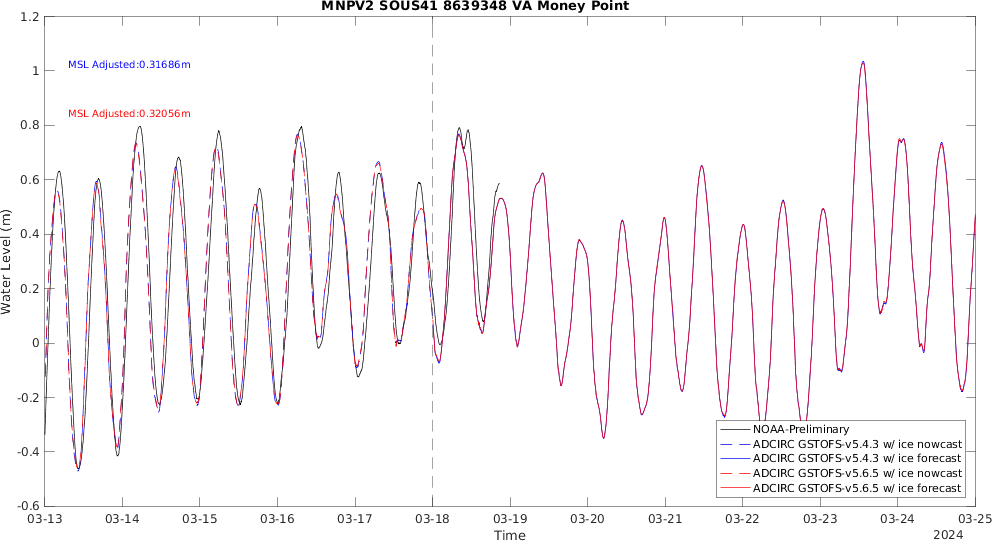 MNPV2 SOUS41 8639348 VA Money Point
1.2
1
0.8
0.6
0.4
0.2
0
-0.2
-0.4
-0.6
Water Level (m)
MSL Adjusted:0.31686m
MSL Adjusted:0.32056m
NOAA-Preliminary
ADCIRC GSTOFS-v5.4.3 w/ ice nowcast
ADCIRC GSTOFS-v5.4.3 w/ ice forecast
ADCIRC GSTOFS-v5.6.5 w/ ice nowcast
ADCIRC GSTOFS-v5.6.5 w/ ice forecast
03-13 03-14 03-15 03-16 03-17 03-18 03-19 03-20 03-21 03-22 03-23 03-24 03-25
Time
2024